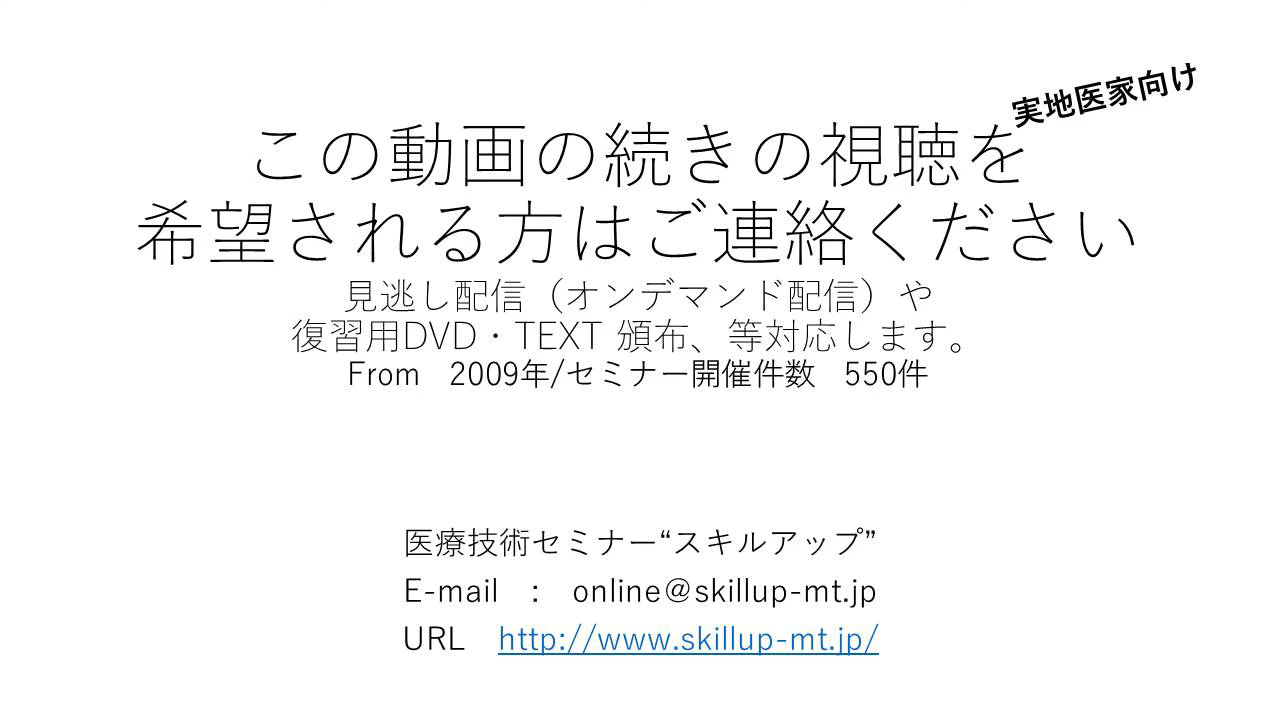 実地医家向け
この動画の続きの視聴を
希望される方はご連絡ください
見逃し配信（オンデマンド配信）や
復習用DVD・TEXT 頒布、等対応します。
From　2009年/セミナー開催件数　550件
医療技術セミナー“スキルアップ”
E-mail　:　online@skillup-mt.jp
URL　http://www.skillup-mt.jp/